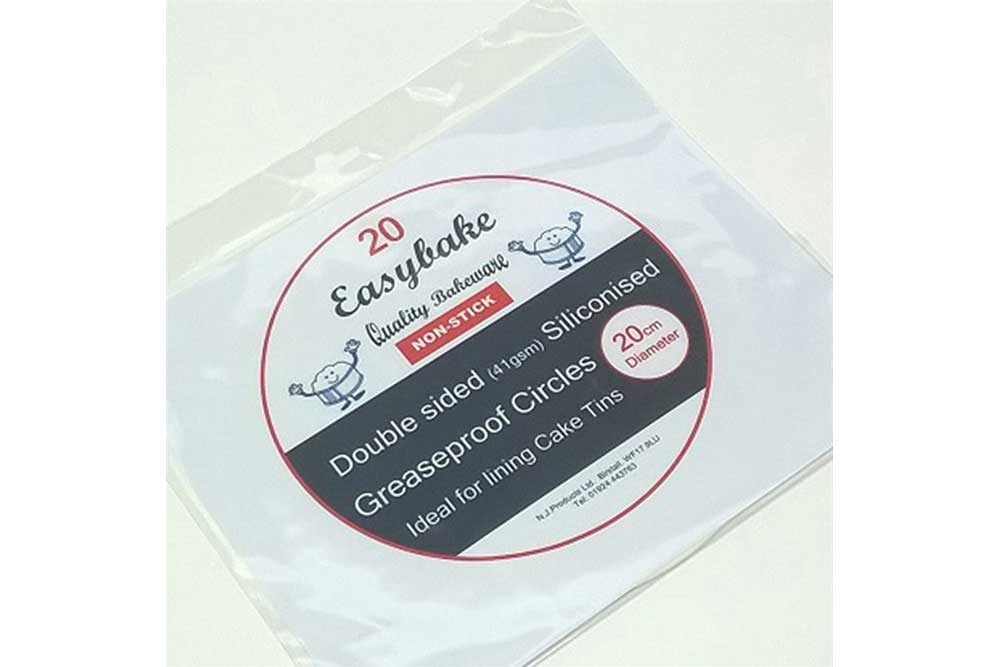 20
Easybake
Quality Bakeware
NON-STICK
Double sided (41gsm) Siliconised
Greaseproof Circles
Ideal for lining Cake Tins
20cm
Diameter
N.J.Products Ltd., Birstall, WF17 9LU
Tel: 01924 443763